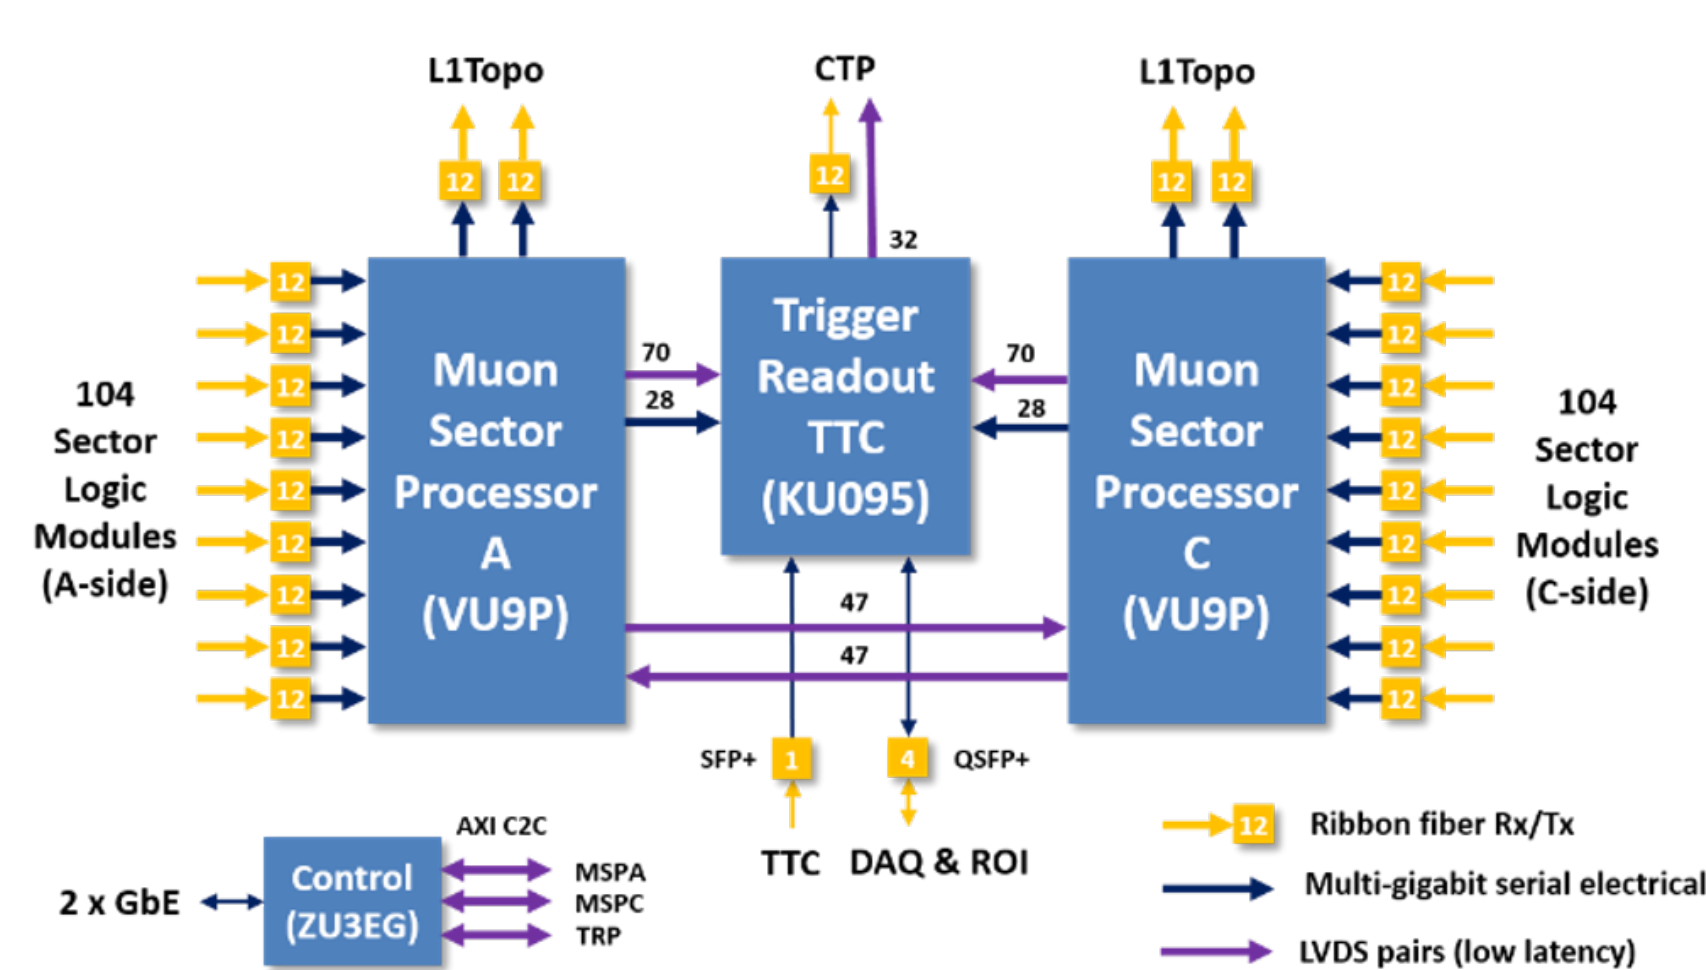 L1Topo
CTP
L1Topo
12
12
12
12
12
32
12
12
12
12
12
12
12
12
12
104
Sector
Logic
Modules
(A-side)
Muon
Sector
Processor
A
(VU9P)
70
28
Trigger
Readout
TTC
(KU095)
70
28
47
47
Muon
Sector
Processor
C
(VU9P)
12
12
12
12
12
12
12
12
12
104
Sector
Logic
Modules
(C-side)
SFP+
1
4
QSFP+
TTC
DAQ & ROI
2 x GbE
Control
(ZU3EG)
AXI C2C
MSPA
MSPC
TRP
12
Ribbon fiber Rx/Tx
Multi-gigabit serial electrical
LVDS pairs (low latency)